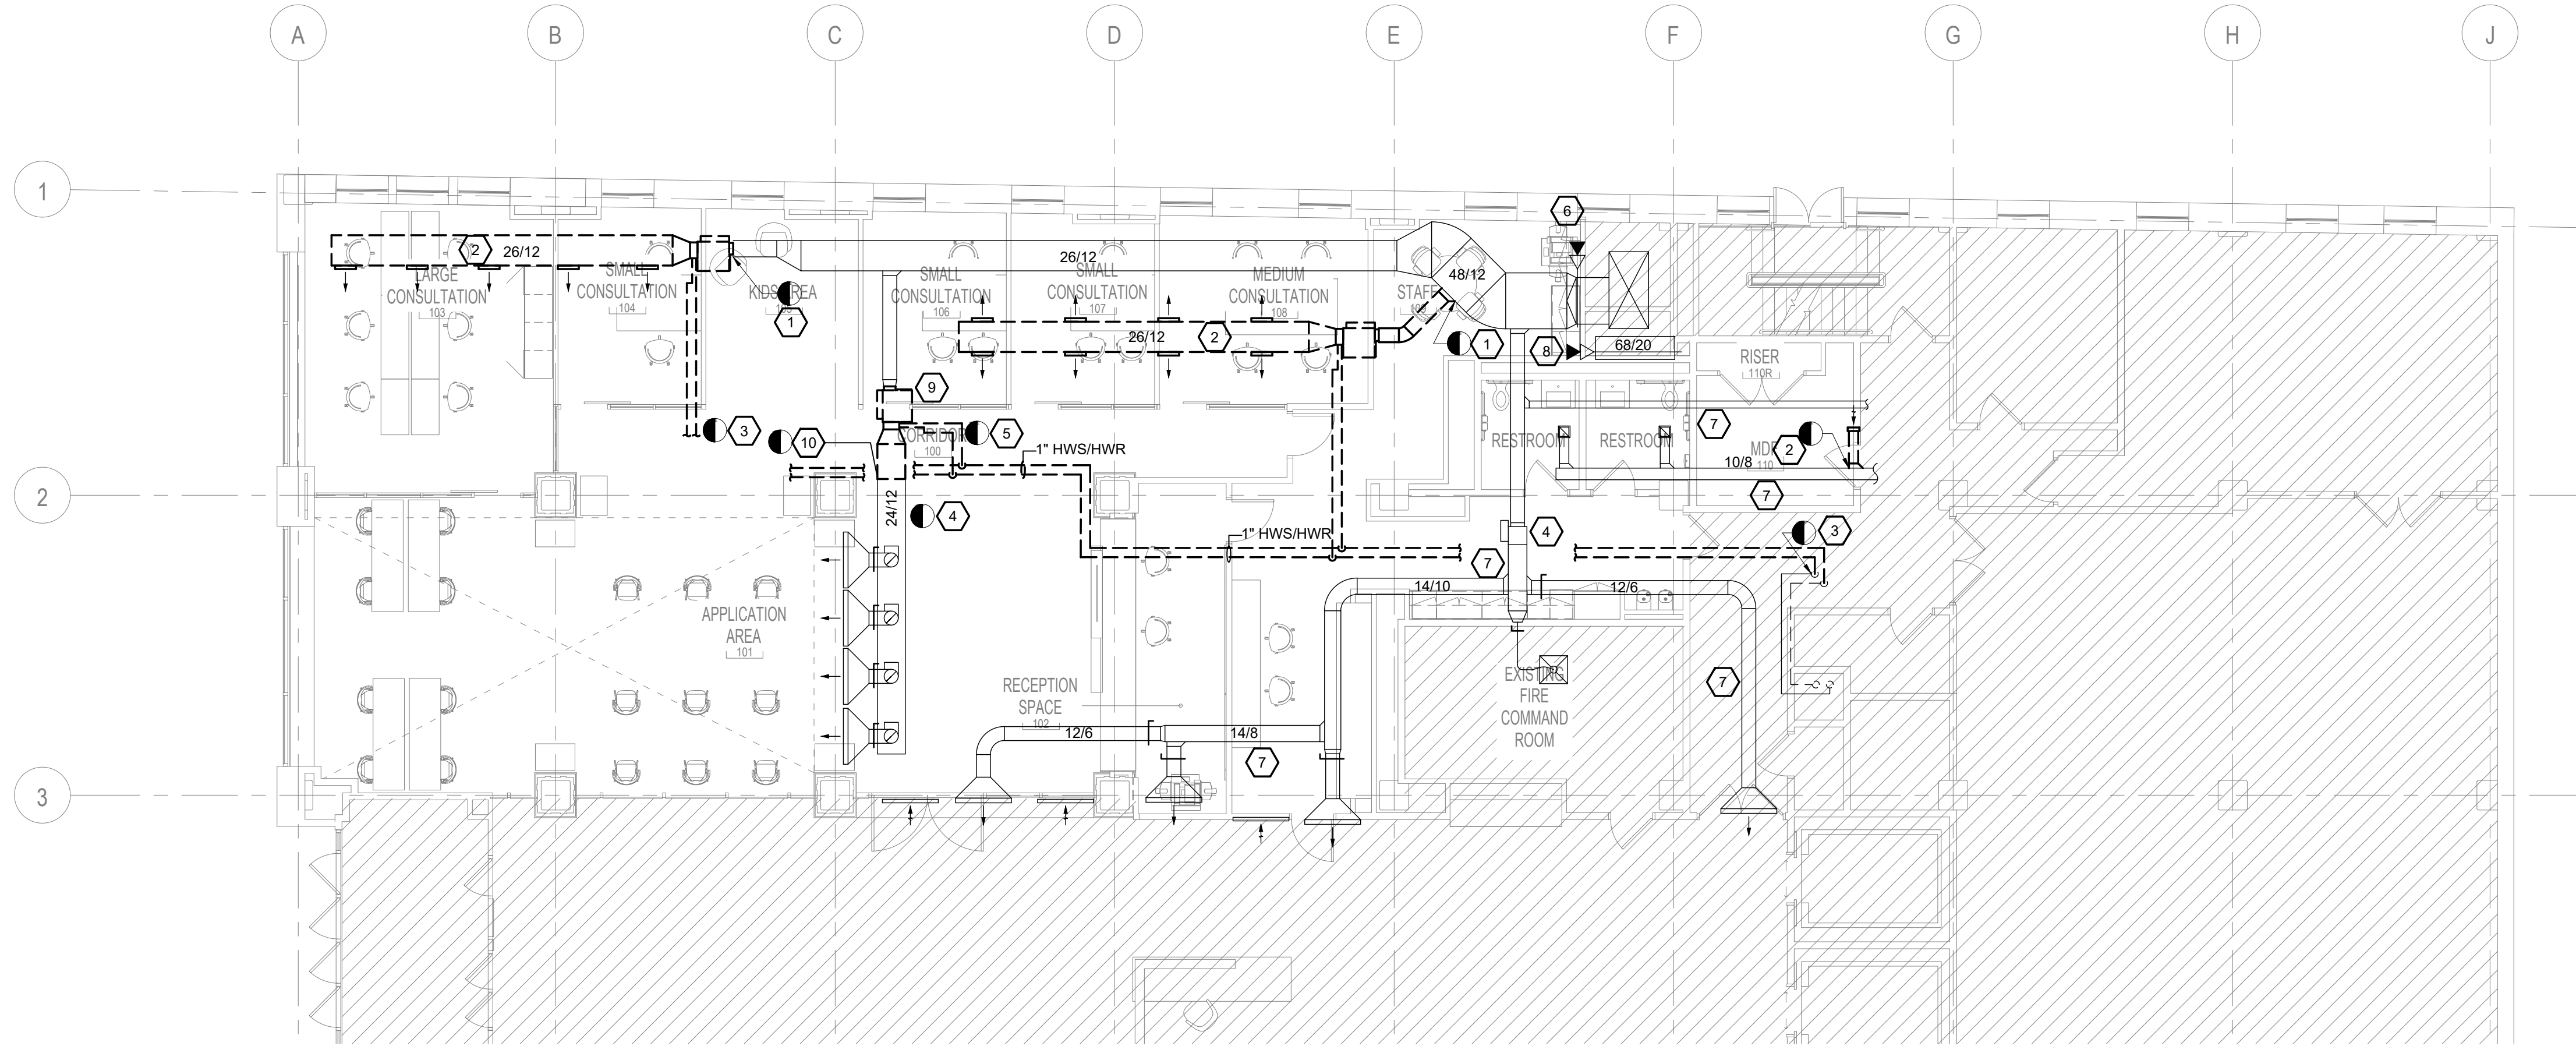 A
B
C
D
E
F
G
H
J
1
6
2
26/12
26/12
48/12
LARGE
CONSULTATION
103
SMALL
CONSULTATION
104
KIDS AREA
105
1
SMALL
CONSULTATION
106
SMALL
CONSULTATION
107
MEDIUM
CONSULTATION
108
STAFF
109
26/12
2
1
8
68/20
RISER
110R
9
3
10
5
CORRIDOR
100
1" HWS/HWR
RESTROOM
RESTROOM
7
MDF
110
2
10/8
7
2
24/12
4
1" HWS/HWR
4
3
7
14/10
12/6
APPLICATION
AREA
101
RECEPTION
SPACE
102
EXISTING
FIRE
COMMAND
ROOM
7
12/6
14/8
7
3